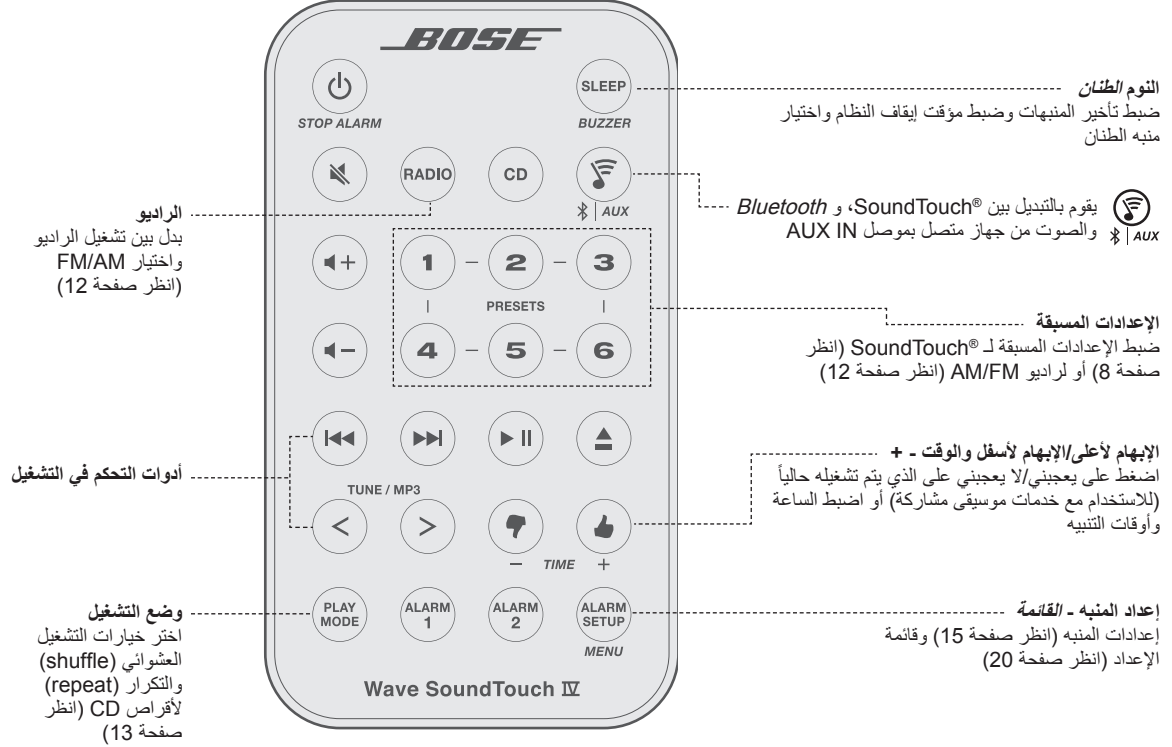 BOSE
STOP ALARM
SLEEP
BUZZER
RADIO
CD
AUX
1 - 2 - 3
PRESETS
4 - 5 - 6
TUNE / MP3
< >
− TIME +
PLAY MODE
ALARM 1
ALARM 2
ALARM SETUP
MENU
Wave SoundTouch IV
النوم الطنان
ضبط تأخير المنبهات وضبط مؤقت إيقاف النظام واختيار
منبه الطنان
يقوم بالتبديل بين SoundTouch®، و Bluetooth
والصوت من جهاز متصل بموصل AUX IN
AUX
الإعدادات المسبقة
ضبط الإعدادات المسبقة لـ SoundTouch® (انظر
صفحة 8) أو لراديو AM/FM (انظر صفحة 12)
الإبهام لأعلى/الإبهام لأسفل والوقت - +
اضغط على يعجبني/لا يعجبني على الذي يتم تشغيله حالياً
(للاستخدام مع خدمات موسيقى مشاركة) أو اضبط الساعة
وأوقات التنبيه
إعداد المنبه - القائمة
إعدادات المنبه (انظر صفحة 15) وقائمة
الإعداد (انظر صفحة 20)
الراديو
بدل بين تشغيل الراديو
واختيار FM/AM
(انظر صفحة 12)
أدوات التحكم في التشغيل
وضع التشغيل
اختر خيارات التشغيل
العشوائي (shuffle)
والتكرار (repeat)
لأقراص CD (انظر
صفحة 13)